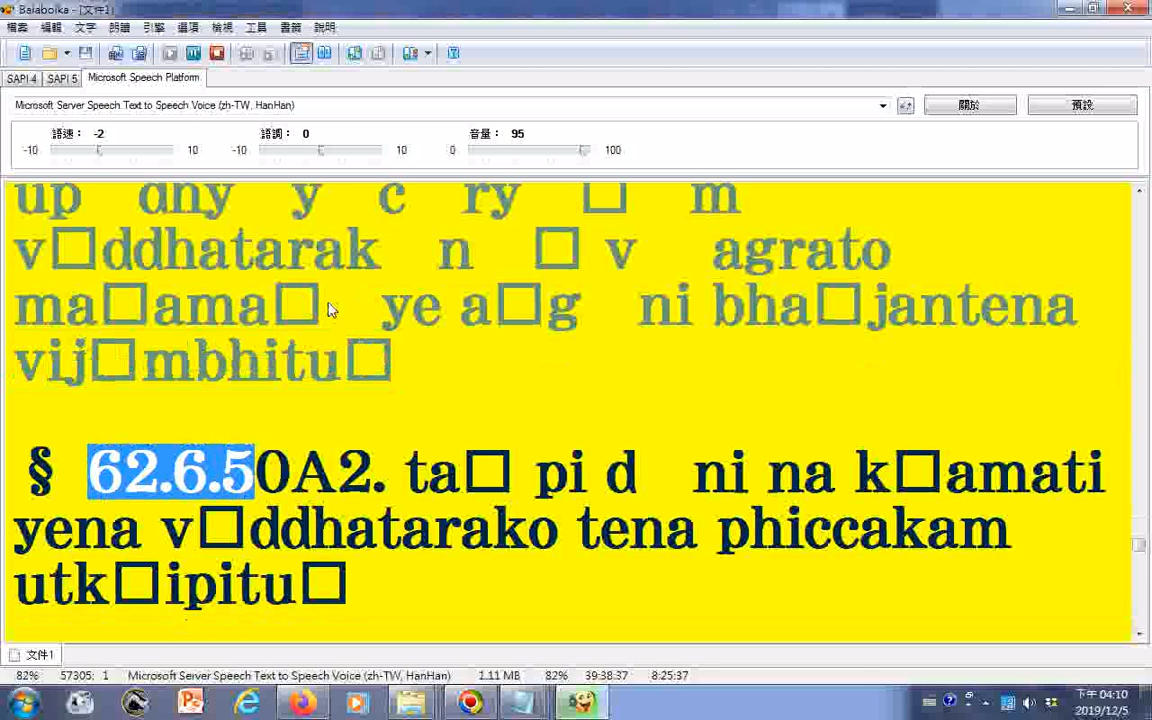 Balabolka - [文件1]
檔案 編輯 文字 朗讀 引擎 選項 檢視 工具 書籤 說明
SAPI 4 SAPI 5 Microsoft Speech Platform
Microsoft Server Speech Text to Speech Voice (zh-TW, HanHan) 關於 預設
語速： -2 語調： 0 音量： 95
-10 10 -10 10 0 100
up dhy y c ry □ m
v□ddhatarak n □ v agrato
ma□ama□ ye a□g ni bha□jantena
vij□mbhitu□
§ 62.6.50A2. ta□ pi d ni na k□amati
yena v□ddhatarako tena phiccakam
utk□ipitu□
文件1
82% 57305: 1 Microsoft Server Speech Text to Speech Voice (zh-TW, HanHan) 1.11 MB 82% 39:38.37 8:25:37
下午 04:10
2019/12/5